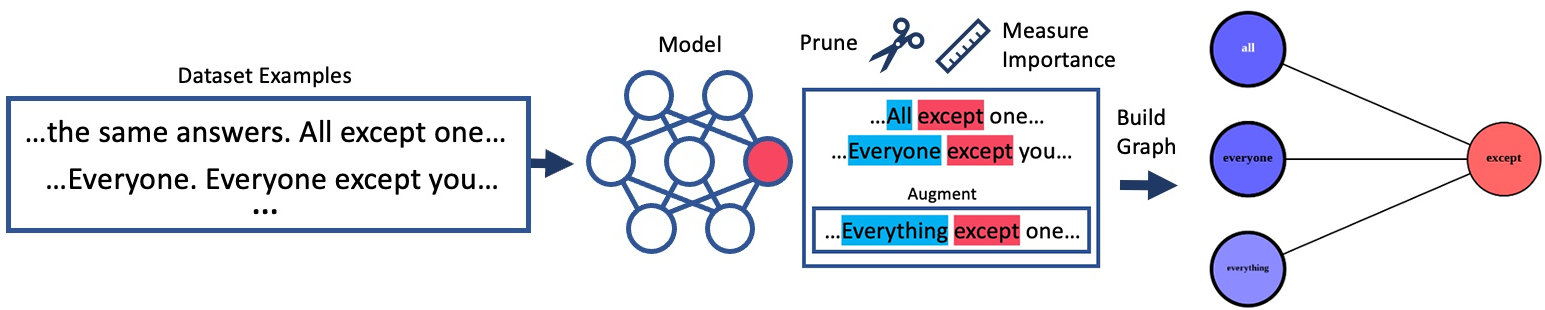 Dataset Examples
...the same answers. All except one...
...Everyone. Everyone except you...
...
Model
Prune
Measure
Importance
...All except one...
...Everyone except you...
Augment
...Everything except one...
Build
Graph
all
everyone
everything
except